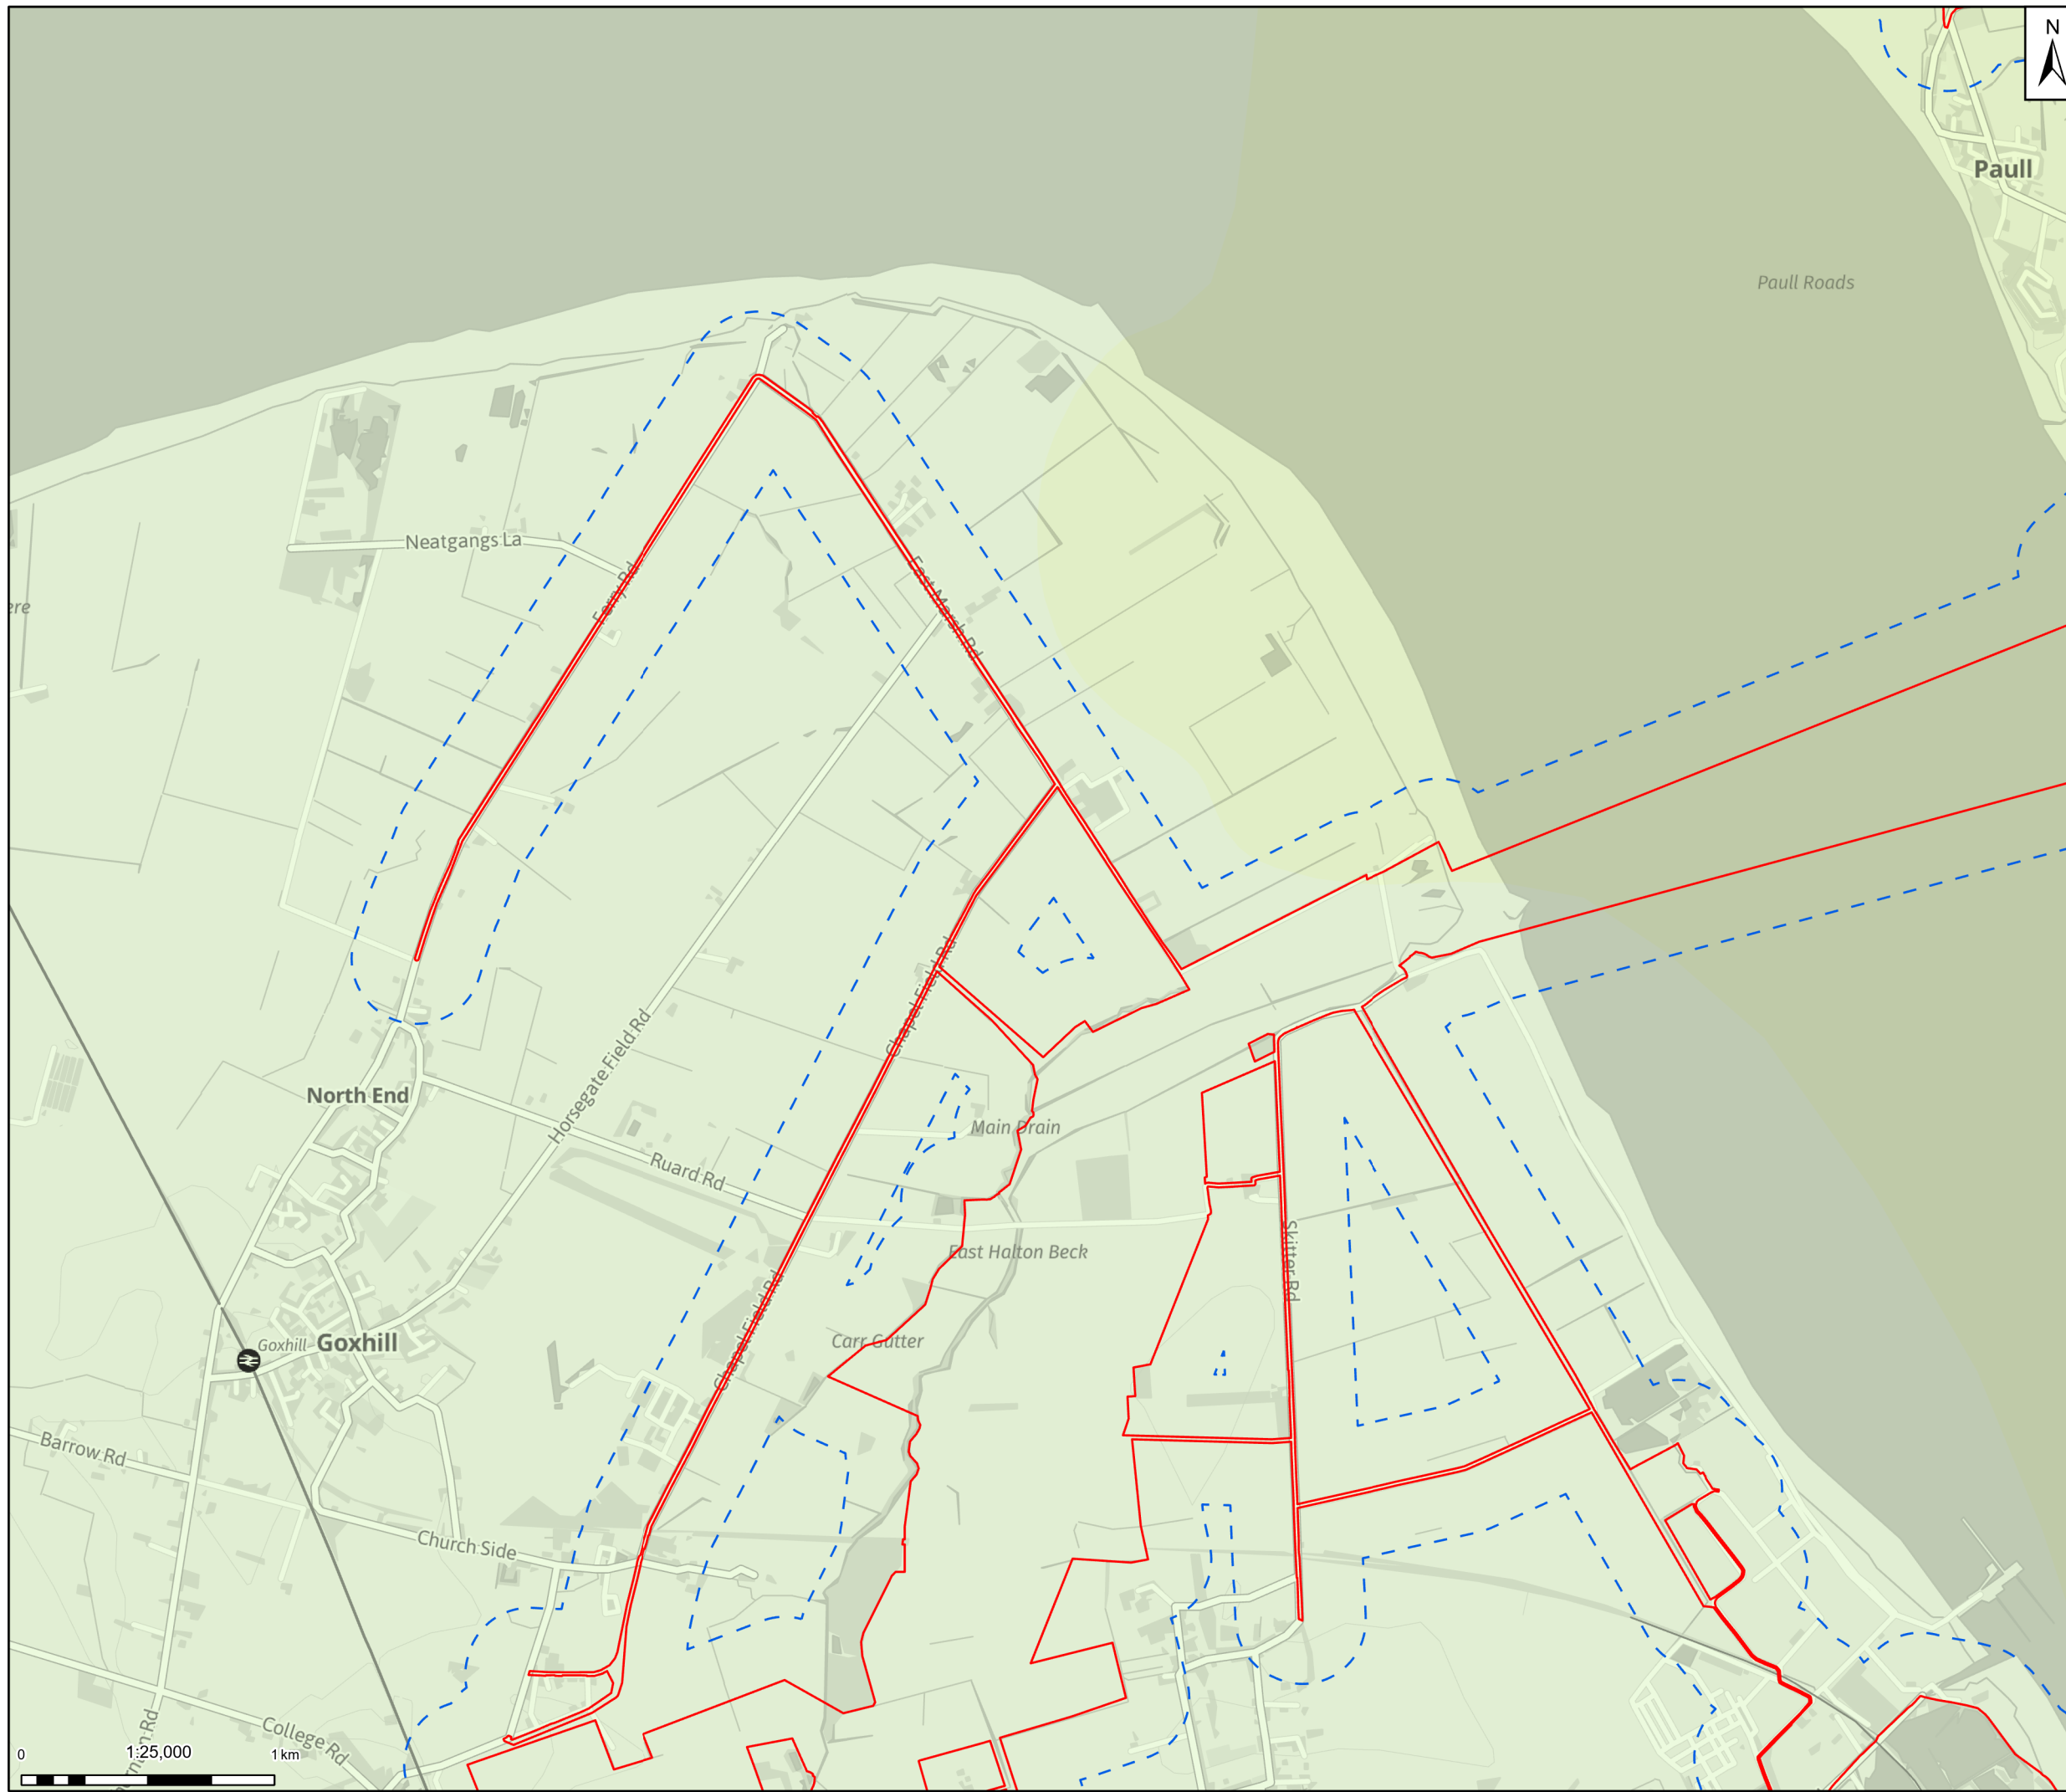 N
Paull
Paull Roads
Neatgangs La
ere
Ferry Rd
East Marsh Rd
Chapel Field Rd
Horsegate Field Rd
North End
Main Drain
Ruard Rd
East Halton Beck
Skitter Rd
Chapel Field Rd
Carr Gutter
Goxhill
Goxhill
Barrow Rd
Church Side
College Rd
0
1:25,000
1 km